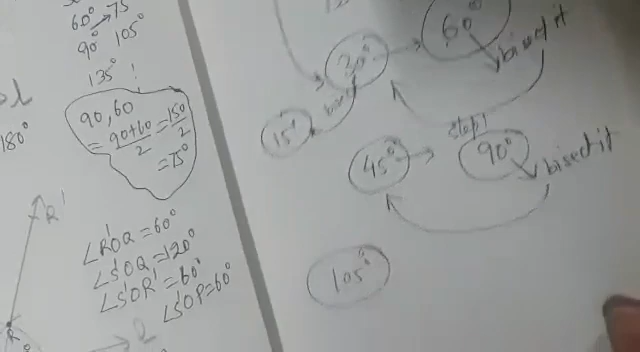 60° 75
90° 105°
135°
180°
90, 60
= 90+60/2 = 150/2
= 75°
R'
∠R'OQ = 60°
∠S'OQ = 120°
∠S'OR' = 60°
∠S'OP = 60°
R
60°
bisect it
30°
15°
step 1
45°
90°
bisect it
105°